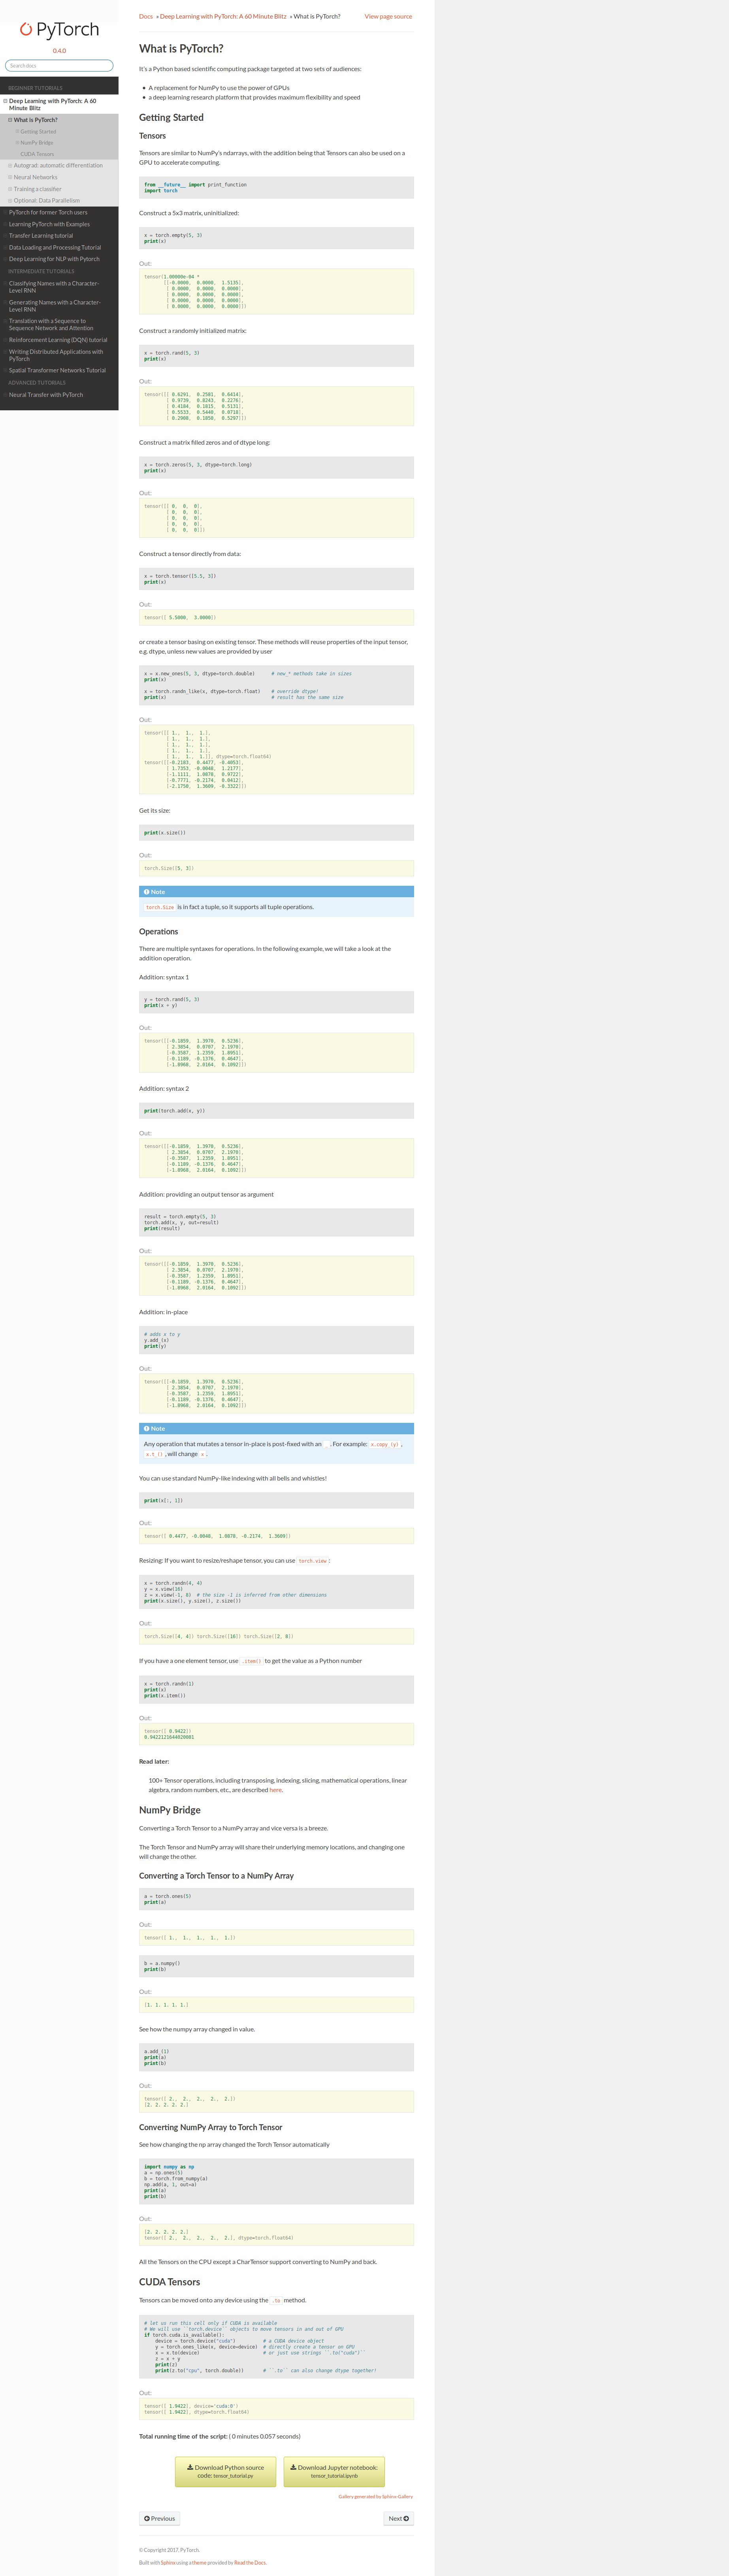 PyTorch
0.4.0
Search docs
BEGINNER TUTORIALS
Deep Learning with PyTorch: A 60
Minute Blitz
What is PyTorch?
Getting Started
NumPy Bridge
CUDA Tensors
Autograd: automatic differentiation
Neural Networks
Training a classifier
Optional: Data Parallelism
PyTorch for former Torch users
Learning PyTorch with Examples
Transfer Learning tutorial
Data Loading and Processing Tutorial
Deep Learning for NLP with Pytorch
INTERMEDIATE TUTORIALS
Classifying Names with a Character-
Level RNN
Generating Names with a Character-
Level RNN
Translation with a Sequence to
Sequence Network and Attention
Reinforcement Learning (DQN) tutorial
Writing Distributed Applications with
PyTorch
Spatial Transformer Networks Tutorial
ADVANCED TUTORIALS
Neural Transfer with PyTorch
Docs » Deep Learning with PyTorch: A 60 Minute Blitz » What is PyTorch?
View page source
What is PyTorch?
It's a Python based scientific computing package targeted at two sets of audiences:
• A replacement for NumPy to use the power of GPUs
• a deep learning research platform that provides maximum flexibility and speed
Getting Started
Tensors
Tensors are similar to NumPy's ndarrays, with the addition being that Tensors can also be used on a
GPU to accelerate computing.
from __future__ import print_function
import torch
Construct a 5x3 matrix, uninitialized:
x = torch.empty(5, 3)
print(x)
Out:
tensor(1.00000e-04 *
[[-0.0000, 0.0000, 1.5135],
[ 0.0000, 0.0000, 0.0000],
[ 0.0000, 0.0000, 0.0000],
[ 0.0000, 0.0000, 0.0000],
[ 0.0000, 0.0000, 0.0000]])
Construct a randomly initialized matrix:
x = torch.rand(5, 3)
print(x)
Out:
tensor([[ 0.6291, 0.2581, 0.6414],
[ 0.9739, 0.8243, 0.2276],
[ 0.4184, 0.1815, 0.5131],
[ 0.5533, 0.5440, 0.0718],
[ 0.2908, 0.1850, 0.5297]])
Construct a matrix filled zeros and of dtype long:
x = torch.zeros(5, 3, dtype=torch.long)
print(x)
Out:
tensor([[ 0, 0, 0],
[ 0, 0, 0],
[ 0, 0, 0],
[ 0, 0, 0],
[ 0, 0, 0]])
Construct a tensor directly from data:
x = torch.tensor([5.5, 3])
print(x)
Out:
tensor([ 5.5000, 3.0000])
or create a tensor basing on existing tensor. These methods will reuse properties of the input tensor,
e.g. dtype, unless new values are provided by user
x = x.new_ones(5, 3, dtype=torch.double) # new_* methods take in sizes
print(x)
x = torch.randn_like(x, dtype=torch.float) # override dtype!
print(x) # result has the same size
Out:
tensor([[ 1., 1., 1.],
[ 1., 1., 1.],
[ 1., 1., 1.],
[ 1., 1., 1.],
[ 1., 1., 1.]], dtype=torch.float64)
tensor([[-0.2183, 0.4477, -0.4053],
[ 1.7353, -0.0048, 1.2177],
[-1.1111, 1.0878, 0.9722],
[-0.7771, -0.2174, 0.0412],
[-2.1750, 1.3609, -0.3322]])
Get its size:
print(x.size())
Out:
torch.Size([5, 3])
Note
torch.Size is in fact a tuple, so it supports all tuple operations.
Operations
There are multiple syntaxes for operations. In the following example, we will take a look at the
addition operation.
Addition: syntax 1
y = torch.rand(5, 3)
print(x + y)
Out:
tensor([[-0.1859, 1.3970, 0.5236],
[ 2.3854, 0.0707, 2.1970],
[-0.3587, 1.2359, 1.8951],
[-0.1189, -0.1376, 0.4647],
[-1.8968, 2.0164, 0.1092]])
Addition: syntax 2
print(torch.add(x, y))
Out:
tensor([[-0.1859, 1.3970, 0.5236],
[ 2.3854, 0.0707, 2.1970],
[-0.3587, 1.2359, 1.8951],
[-0.1189, -0.1376, 0.4647],
[-1.8968, 2.0164, 0.1092]])
Addition: providing an output tensor as argument
result = torch.empty(5, 3)
torch.add(x, y, out=result)
print(result)
Out:
tensor([[-0.1859, 1.3970, 0.5236],
[ 2.3854, 0.0707, 2.1970],
[-0.3587, 1.2359, 1.8951],
[-0.1189, -0.1376, 0.4647],
[-1.8968, 2.0164, 0.1092]])
Addition: in-place
# adds x to y
y.add_(x)
print(y)
Out:
tensor([[-0.1859, 1.3970, 0.5236],
[ 2.3854, 0.0707, 2.1970],
[-0.3587, 1.2359, 1.8951],
[-0.1189, -0.1376, 0.4647],
[-1.8968, 2.0164, 0.1092]])
Note
Any operation that mutates a tensor in-place is post-fixed with an _. For example: x.copy_(y),
x.t_(), will change x.
You can use standard NumPy-like indexing with all bells and whistles!
print(x[:, 1])
Out:
tensor([ 0.4477, -0.0048, 1.0878, -0.2174, 1.3609])
Resizing: If you want to resize/reshape tensor, you can use torch.view:
x = torch.randn(4, 4)
y = x.view(16)
z = x.view(-1, 8) # the size -1 is inferred from other dimensions
print(x.size(), y.size(), z.size())
Out:
torch.Size([4, 4]) torch.Size([16]) torch.Size([2, 8])
If you have a one element tensor, use .item() to get the value as a Python number
x = torch.randn(1)
print(x)
print(x.item())
Out:
tensor([ 0.9422])
0.9422121644020081
Read later:
100+ Tensor operations, including transposing, indexing, slicing, mathematical operations, linear
algebra, random numbers, etc., are described here.
NumPy Bridge
Converting a Torch Tensor to a NumPy array and vice versa is a breeze.
The Torch Tensor and NumPy array will share their underlying memory locations, and changing one
will change the other.
Converting a Torch Tensor to a NumPy Array
a = torch.ones(5)
print(a)
Out:
tensor([ 1., 1., 1., 1., 1.])
b = a.numpy()
print(b)
Out:
[1. 1. 1. 1. 1.]
See how the numpy array changed in value.
a.add_(1)
print(a)
print(b)
Out:
tensor([ 2., 2., 2., 2., 2.])
[2. 2. 2. 2. 2.]
Converting NumPy Array to Torch Tensor
See how changing the np array changed the Torch Tensor automatically
import numpy as np
a = np.ones(5)
b = torch.from_numpy(a)
np.add(a, 1, out=a)
print(a)
print(b)
Out:
[2. 2. 2. 2. 2.]
tensor([ 2., 2., 2., 2., 2.], dtype=torch.float64)
All the Tensors on the CPU except a CharTensor support converting to NumPy and back.
CUDA Tensors
Tensors can be moved onto any device using the .to method.
# let us run this cell only if CUDA is available
# We will use ``torch.device`` objects to move tensors in and out of GPU
if torch.cuda.is_available():
device = torch.device("cuda") # a CUDA device object
y = torch.ones_like(x, device=device) # directly create a tensor on GPU
x = x.to(device) # or just use strings ``.to("cuda")``
z = x + y
print(z)
print(z.to("cpu", torch.double)) # ``.to`` can also change dtype together!
Out:
tensor([ 1.9422], device='cuda:0')
tensor([ 1.9422], dtype=torch.float64)
Total running time of the script: ( 0 minutes 0.057 seconds)
Download Python source
code: tensor_tutorial.py
Download Jupyter notebook:
tensor_tutorial.ipynb
Gallery generated by Sphinx-Gallery
Previous
Next
© Copyright 2017, PyTorch.
Built with Sphinx using a theme provided by Read the Docs.